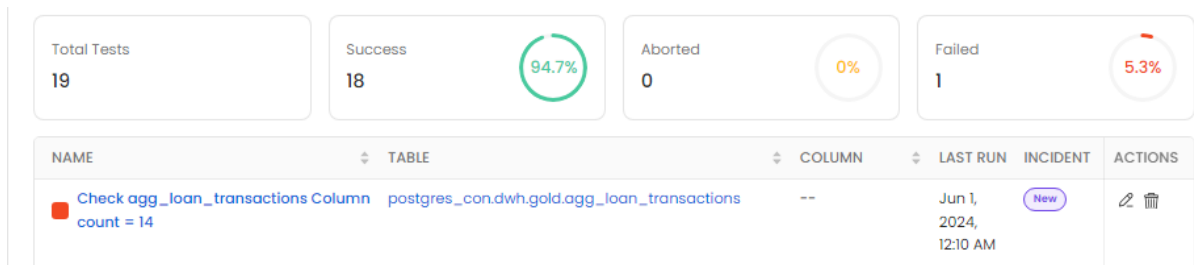 Total Tests
19
Success
18
94.7%
Aborted
0
0%
Failed
1
5.3%
NAME TABLE COLUMN LAST RUN INCIDENT ACTIONS
Check agg_loan_transactions Column
count = 14
postgres_con.dwh.gold.agg_loan_transactions
--
Jun 1,
2024,
12:10 AM
New